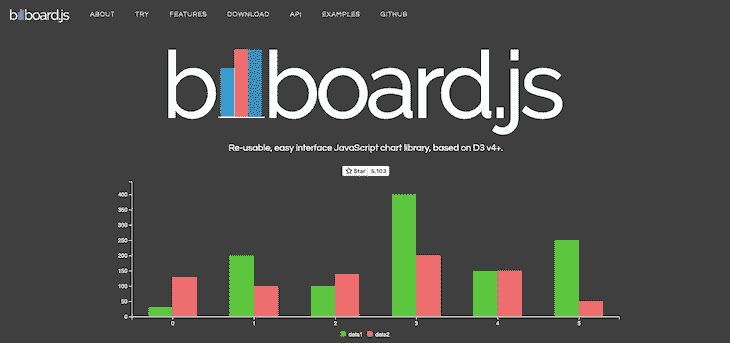 billboard.js ABOUT TRY FEATURES DOWNLOAD API EXAMPLES GITHUB
billboard.js
Re-usable, easy interface JavaScript chart library, based on D3 v4+.
Star 5,103
400
350
300
250
200
150
100
50
0
0 1 2 3 4 5
data1 data2